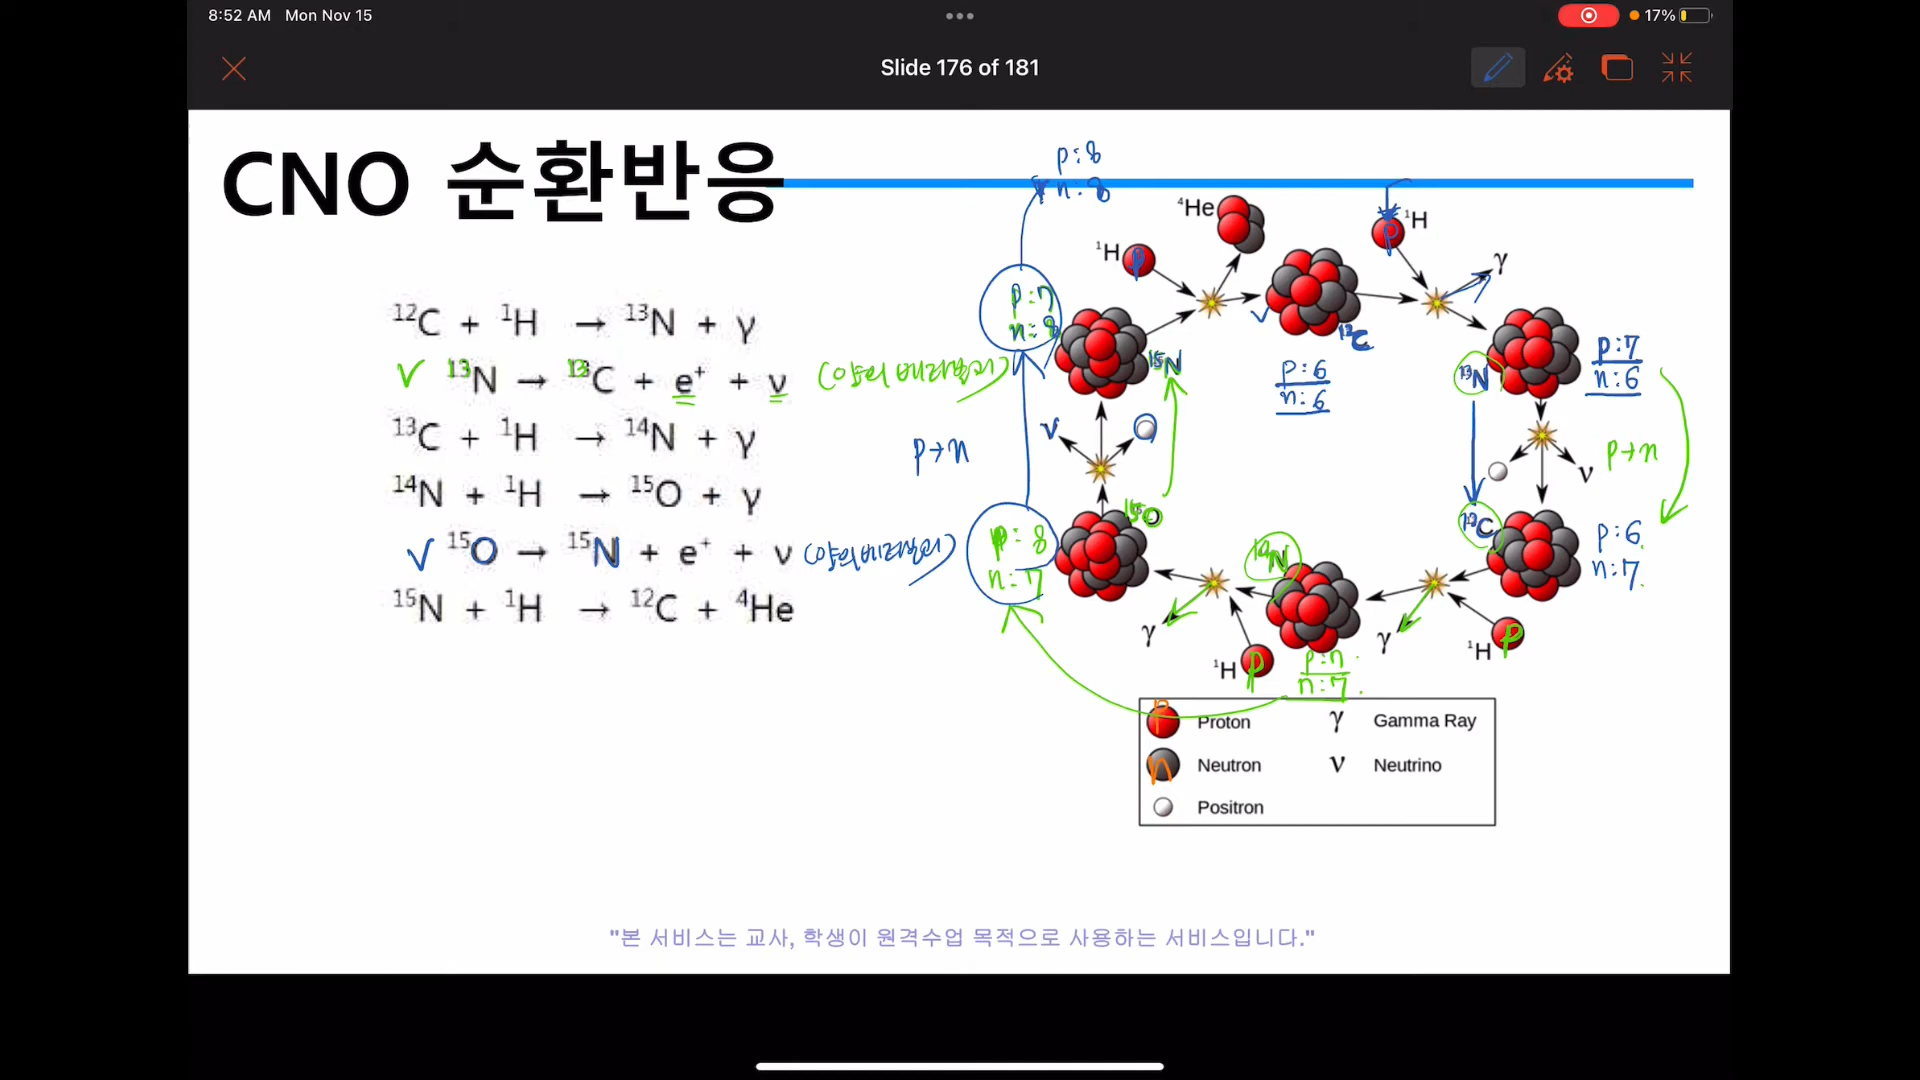 8:52 AM Mon Nov 15
17%
Slide 176 of 181
CNO 순환반응
¹²C + ¹H → ¹³N + γ
✓ ¹³N → ¹³C + e⁺ + ν (양의 베타붕괴)
¹³C + ¹H → ¹⁴N + γ
¹⁴N + ¹H → ¹⁵O + γ
✓ ¹⁵O → ¹⁵N + e⁺ + ν (양의 베타붕괴)
¹⁵N + ¹H → ¹²C + ⁴He
p:8
n:8
⁴He
¹H
p
¹H
p
γ
p:7
n:8
¹⁵N
¹²C
p:6
n:6
¹³N
p:7
n:6
p→n
ν
p→n
ν
¹⁵O
p:8
n:7
¹⁴N
¹³C
p:6
n:7
γ
¹H
p
p:7
n:7
γ
¹H
p
p Proton
γ Gamma Ray
n Neutron
ν Neutrino
Positron
"본 서비스는 교사, 학생이 원격수업 목적으로 사용하는 서비스입니다."